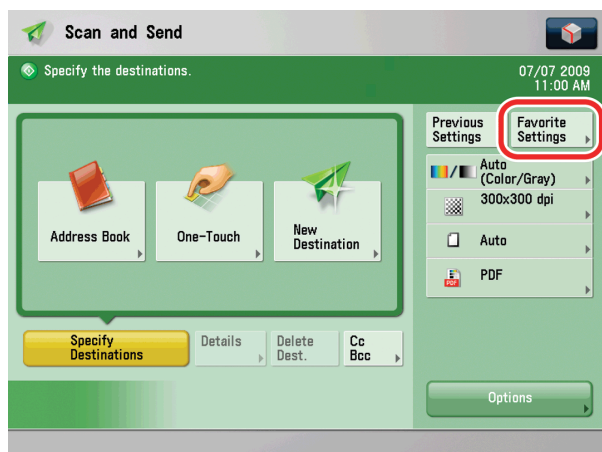 Scan and Send
Specify the destinations.
07/07 2009
11:00 AM
Previous
Settings
Favorite
Settings
Auto
(Color/Gray)
300x300 dpi
Auto
PDF
Address Book
One-Touch
New
Destination
Specify
Destinations
Details
Delete
Dest.
Cc
Bcc
Options